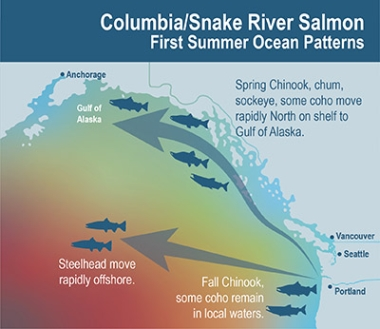 Columbia/Snake River Salmon
First Summer Ocean Patterns
Anchorage
Gulf of
Alaska
Spring Chinook, chum,
sockeye, some coho move
rapidly North on shelf to
Gulf of Alaska.
Vancouver
Seattle
Steelhead move
rapidly offshore.
Fall Chinook,
some coho remain
in local waters.
Portland